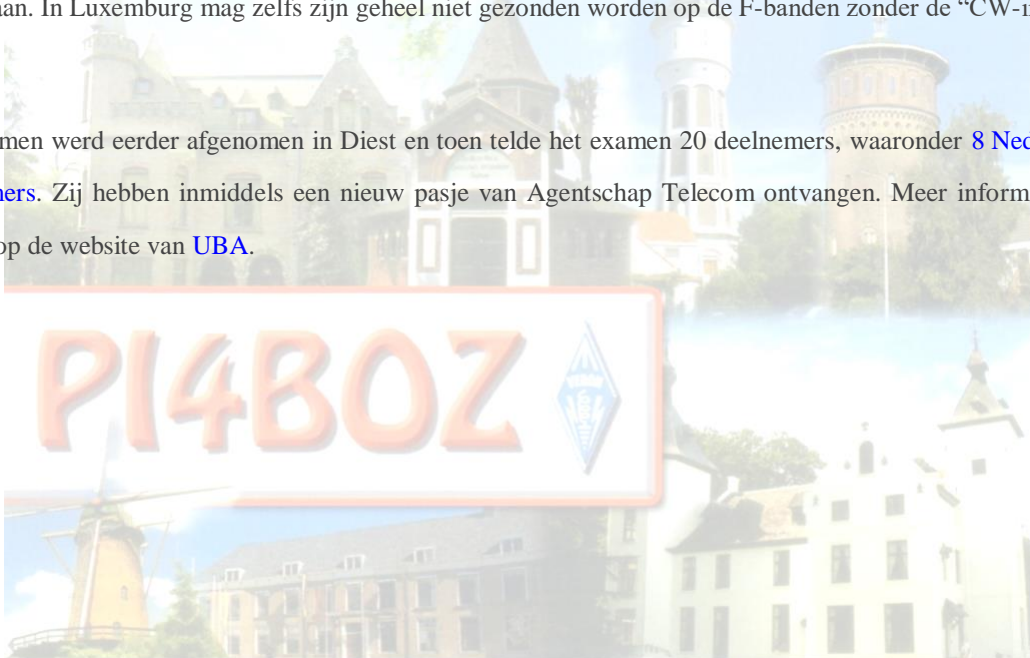 aan. In Luxemburg mag zelfs zijn geheel niet gezonden worden op de F-banden zonder de “CW-
men werd eerder afgenomen in Diest en toen telde het examen 20 deelnemers, waaronder 8 Ned
ners. Zij hebben inmiddels een nieuw pasje van Agentschap Telecom ontvangen. Meer inform
op de website van UBA.
PI4BOZ